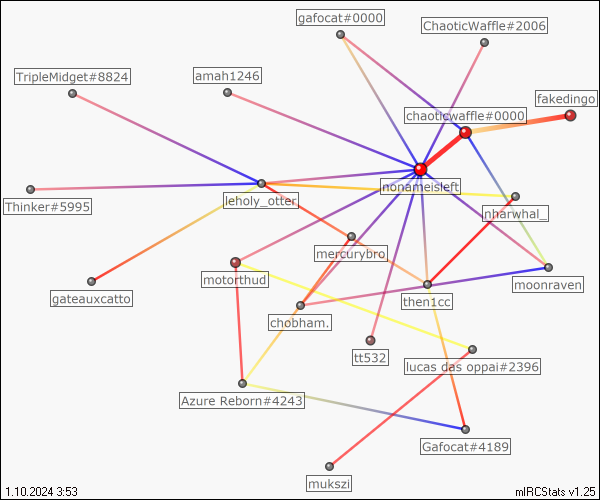 gafocat#0000
ChaoticWaffle#2006
TripleMidget#8824
amah1246
fakedingo
chaoticwaffle#0000
nonameisleft
Thinker#5995
leholy_otter
nharwhal_
mercurybro
motorthud
moonraven
gateauxcatto
then1cc
chobham.
tt532
lucas das oppai#2396
Azure Reborn#4243
Gafocat#4189
mukszi
1.10.2024 3:53
mIRCStats v1.25